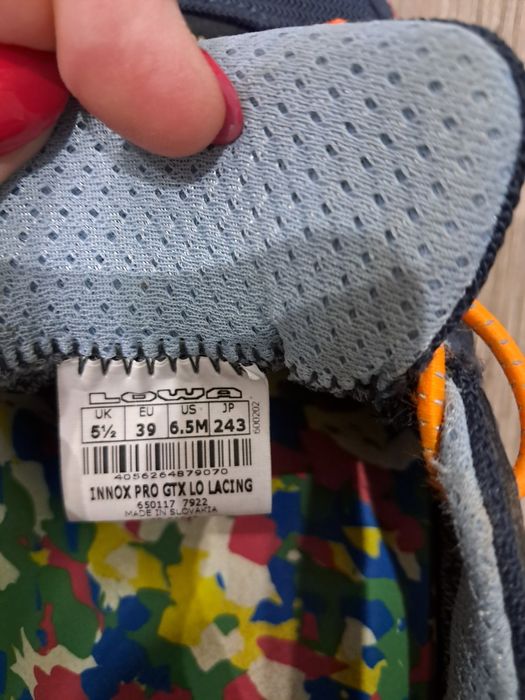 LOWA
UK EU US JP
5½ 39 6.5M 243
600202
4056264879070
INNOX PRO GTX LO LACING
650117 7922
MADE IN SLOVAKIA